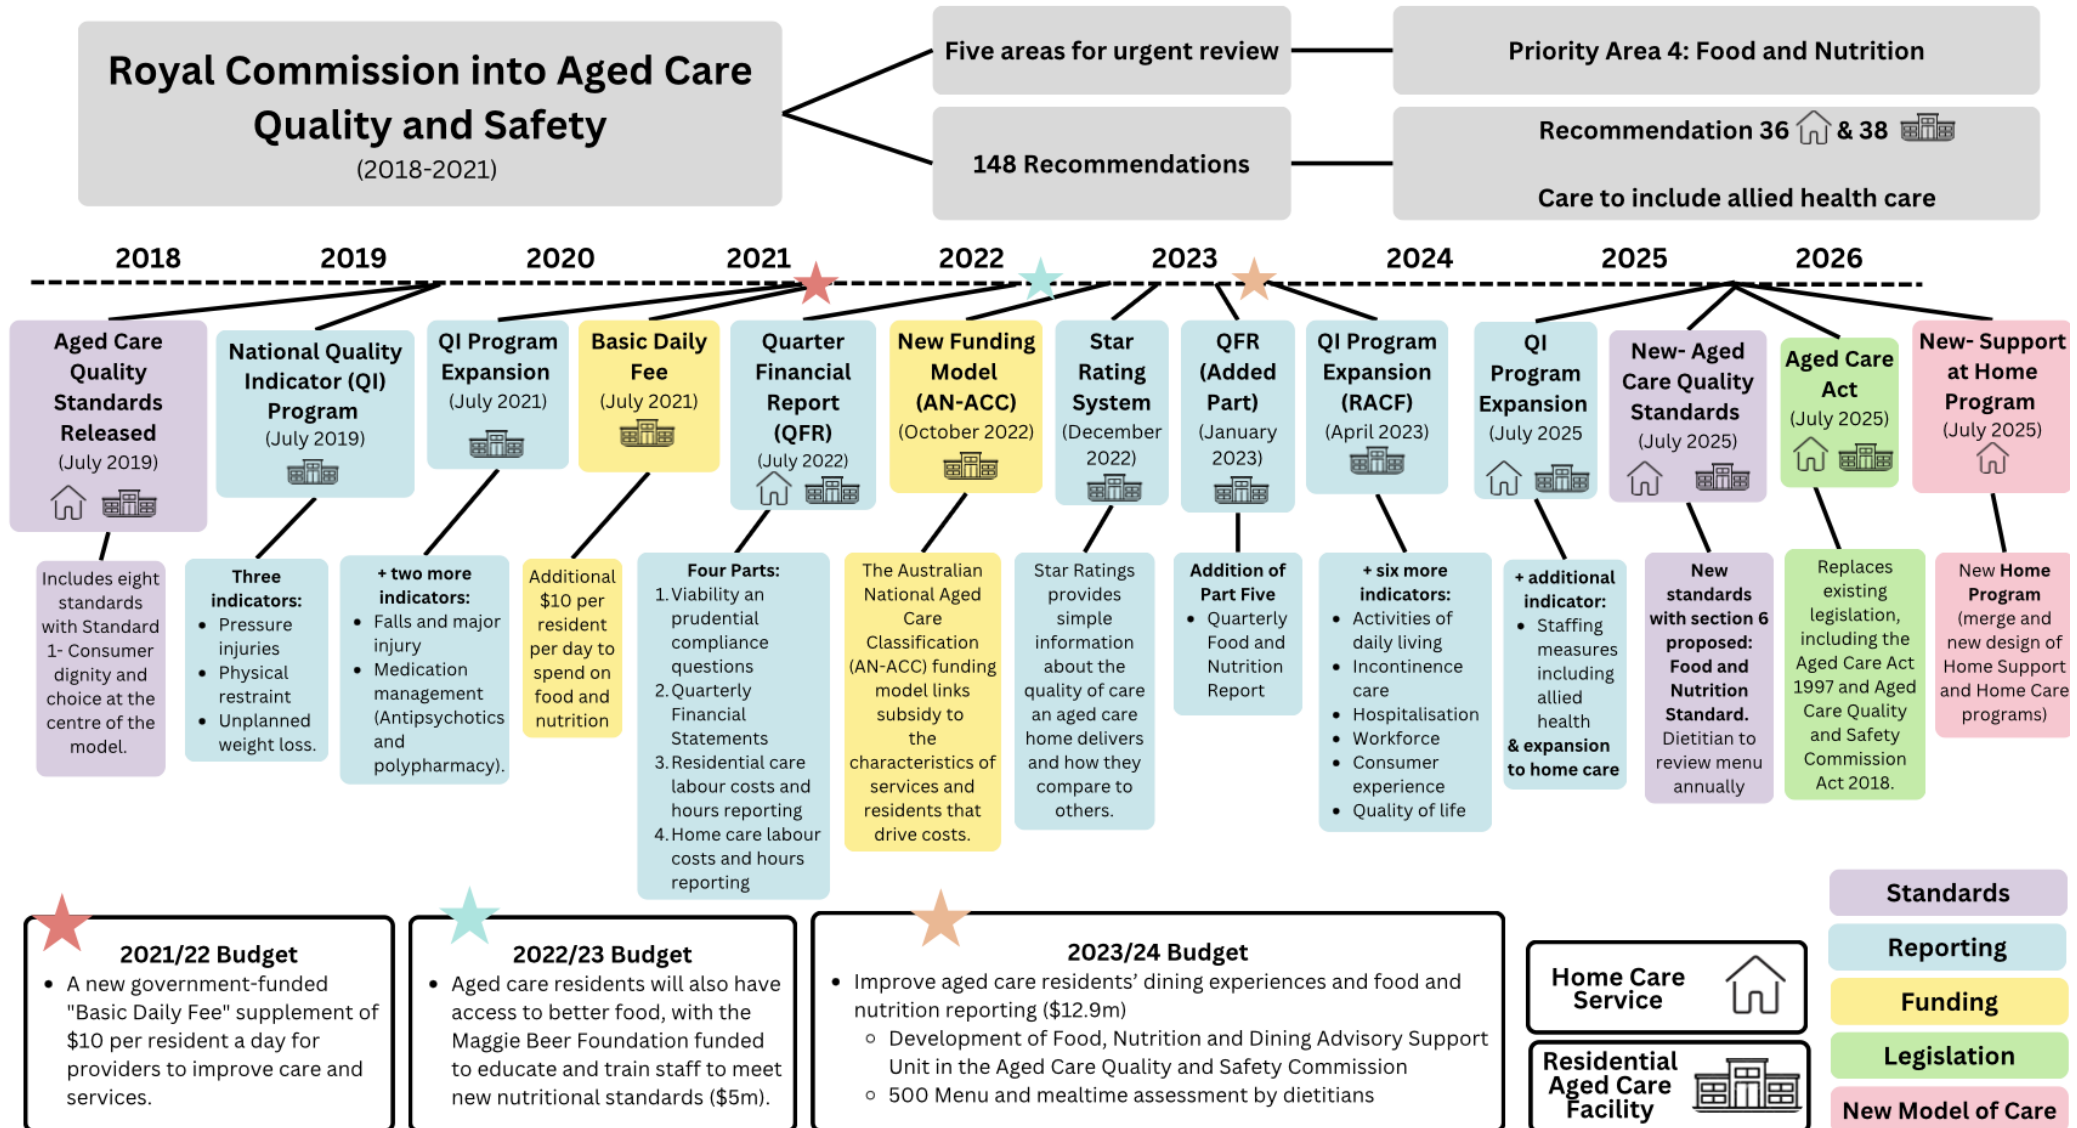 Royal Commission into Aged Care
Quality and Safety
(2018-2021)
Five areas for urgent review
Priority Area 4: Food and Nutrition
148 Recommendations
Recommendation 36 & 38
Care to include allied health care
2018 2019 2020 2021 2022 2023 2024 2025 2026
Aged Care
Quality
Standards
Released
(July 2019)
National Quality
Indicator (QI)
Program
(July 2019)
QI Program
Expansion
(July 2021)
Basic Daily
Fee
(July 2021)
Quarter
Financial
Report
(QFR)
(July 2022)
New Funding
Model
(AN-ACC)
(October 2022)
Star
Rating
System
(December
2022)
QFR
(Added
Part)
(January
2023)
QI Program
Expansion
(RACF)
(April 2023)
QI
Program
Expansion
(July 2025
New- Aged
Care Quality
Standards
(July 2025)
Aged Care
Act
(July 2025)
New- Support
at Home
Program
(July 2025)
Includes eight
standards
with Standard
1- Consumer
dignity and
choice at the
centre of the
model.
Three
indicators:
• Pressure
injuries
• Physical
restraint
• Unplanned
weight loss.
+ two more
indicators:
• Falls and major
injury
• Medication
management
(Antipsychotics
and
polypharmacy).
Additional
$10 per
resident
per day to
spend on
food and
nutrition
Four Parts:
1. Viability an
prudential
compliance
questions
2. Quarterly
Financial
Statements
3. Residential care
labour costs and
hours reporting
4. Home care labour
costs and hours
reporting
The Australian
National Aged
Care
Classification
(AN-ACC) funding
model links
subsidy to
the
characteristics of
services and
residents that
drive costs.
Star Ratings
provides
simple
information
about the
quality of care
an aged care
home delivers
and how they
compare to
others.
Addition of
Part Five
• Quarterly
Food and
Nutrition
Report
+ six more
indicators:
• Activities of
daily living
• Incontinence
care
• Hospitalisation
• Workforce
• Consumer
experience
• Quality of life
+ additional
indicator:
• Staffing
measures
including
allied
health
& expansion
to home care
New
standards
with section 6
proposed:
Food and
Nutrition
Standard.
Dietitian to
review menu
annually
Replaces
existing
legislation,
including the
Aged Care Act
1997 and Aged
Care Quality
and Safety
Commission
Act 2018.
New Home
Program
(merge and
new design of
Home Support
and Home Care
programs)
2021/22 Budget
• A new government-funded
"Basic Daily Fee" supplement of
$10 per resident a day for
providers to improve care and
services.
2022/23 Budget
• Aged care residents will also have
access to better food, with the
Maggie Beer Foundation funded
to educate and train staff to meet
new nutritional standards ($5m).
2023/24 Budget
• Improve aged care residents’ dining experiences and food and
nutrition reporting ($12.9m)
○ Development of Food, Nutrition and Dining Advisory Support
Unit in the Aged Care Quality and Safety Commission
○ 500 Menu and mealtime assessment by dietitians
Home Care
Service
Residential
Aged Care
Facility
Standards
Reporting
Funding
Legislation
New Model of Care